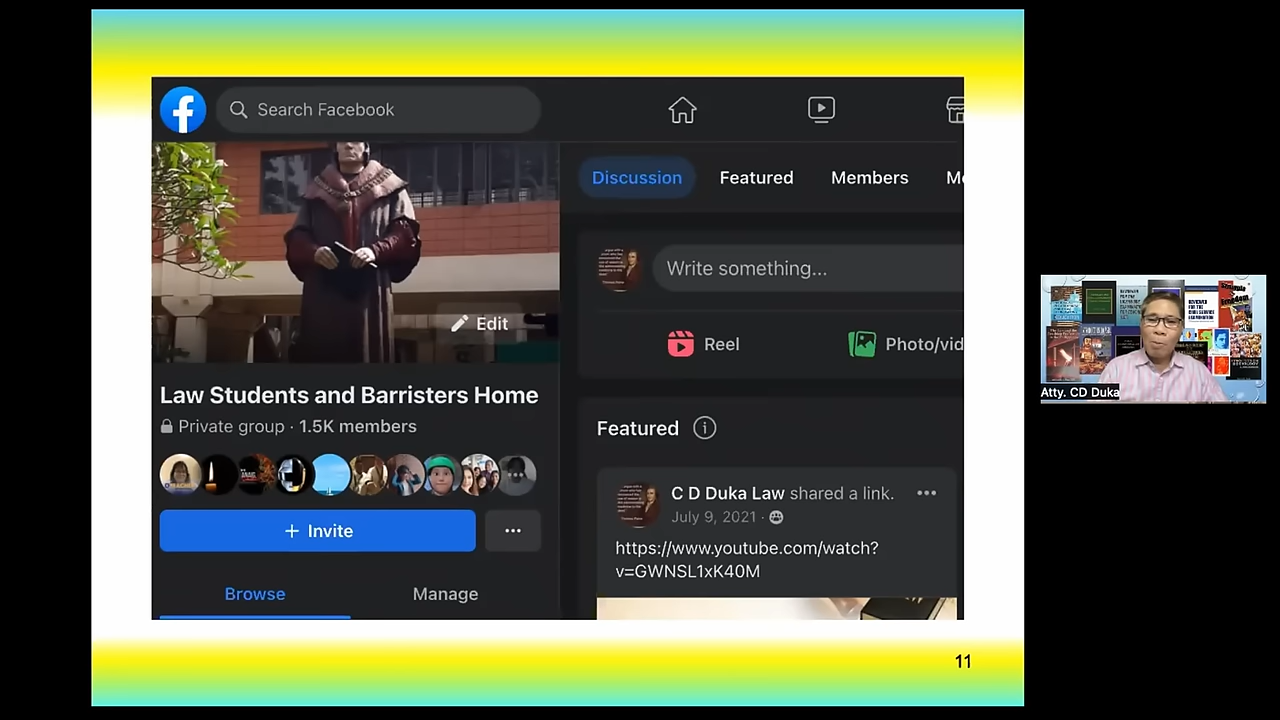 Search Facebook
Discussion
Featured
Members
Edit
Write something...
Reel
Photo/vid
Law Students and Barristers Home
Private group · 1.5K members
+ Invite
Browse
Manage
Featured
C D Duka Law shared a link.
July 9, 2021 ·
https://www.youtube.com/watch?
v=GWNSL1xK40M
11
Atty. CD Duka